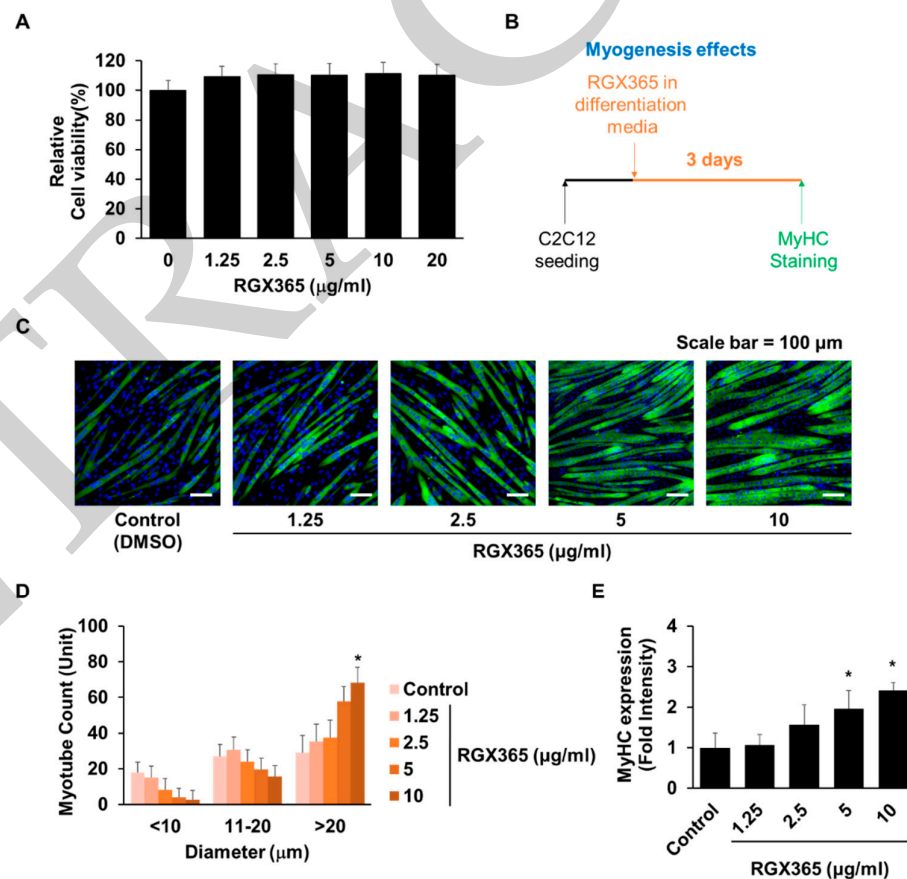 A
120
100
80
60
40
20
0
Relative
Cell viability(%)
0 1.25 2.5 5 10 20
RGX365 (μg/ml)
B
Myogenesis effects
RGX365 in
differentiation
media
3 days
C2C12
seeding
MyHC
Staining
C
Scale bar = 100 μm
Control
(DMSO)
1.25 2.5 5 10
RGX365 (μg/ml)
D
100
80
60
40
20
0
Myotube Count (Unit)
*
<10 11-20 >20
Diameter (μm)
Control
1.25
2.5
5
10
RGX365 (μg/ml)
E
4
3
2
1
0
MyHC expression
(Fold Intensity)
* *
Control 1.25 2.5 5 10
RGX365 (μg/ml)